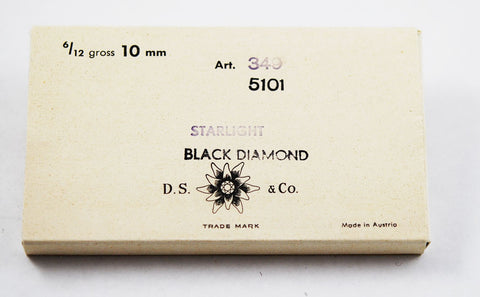 6/12 gross 10 mm
Art. 349
5101
STARLIGHT
BLACK DIAMOND
D.S. & Co.
TRADE MARK
Made in Austria